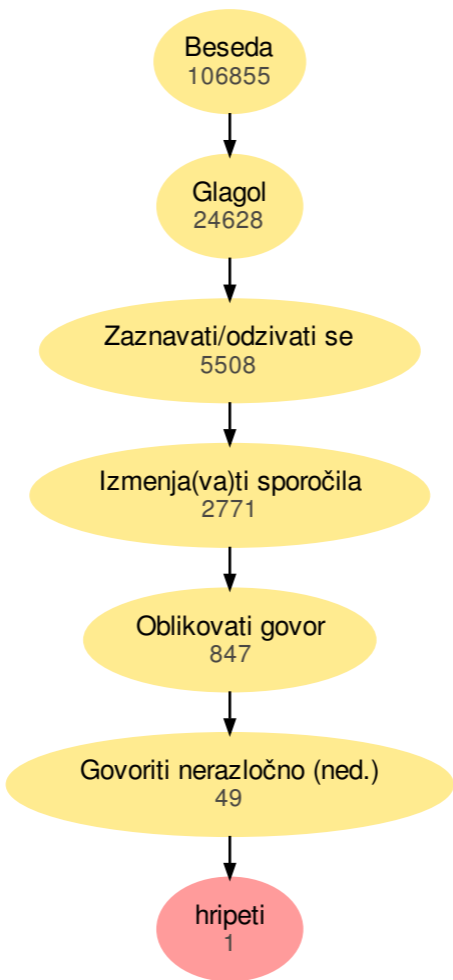 Beseda
106855
Glagol
24628
Zaznavati/odzivati se
5508
Izmenja(va)ti sporočila
2771
Oblikovati govor
847
Govoriti nerazločno (ned.)
49
hripeti
1